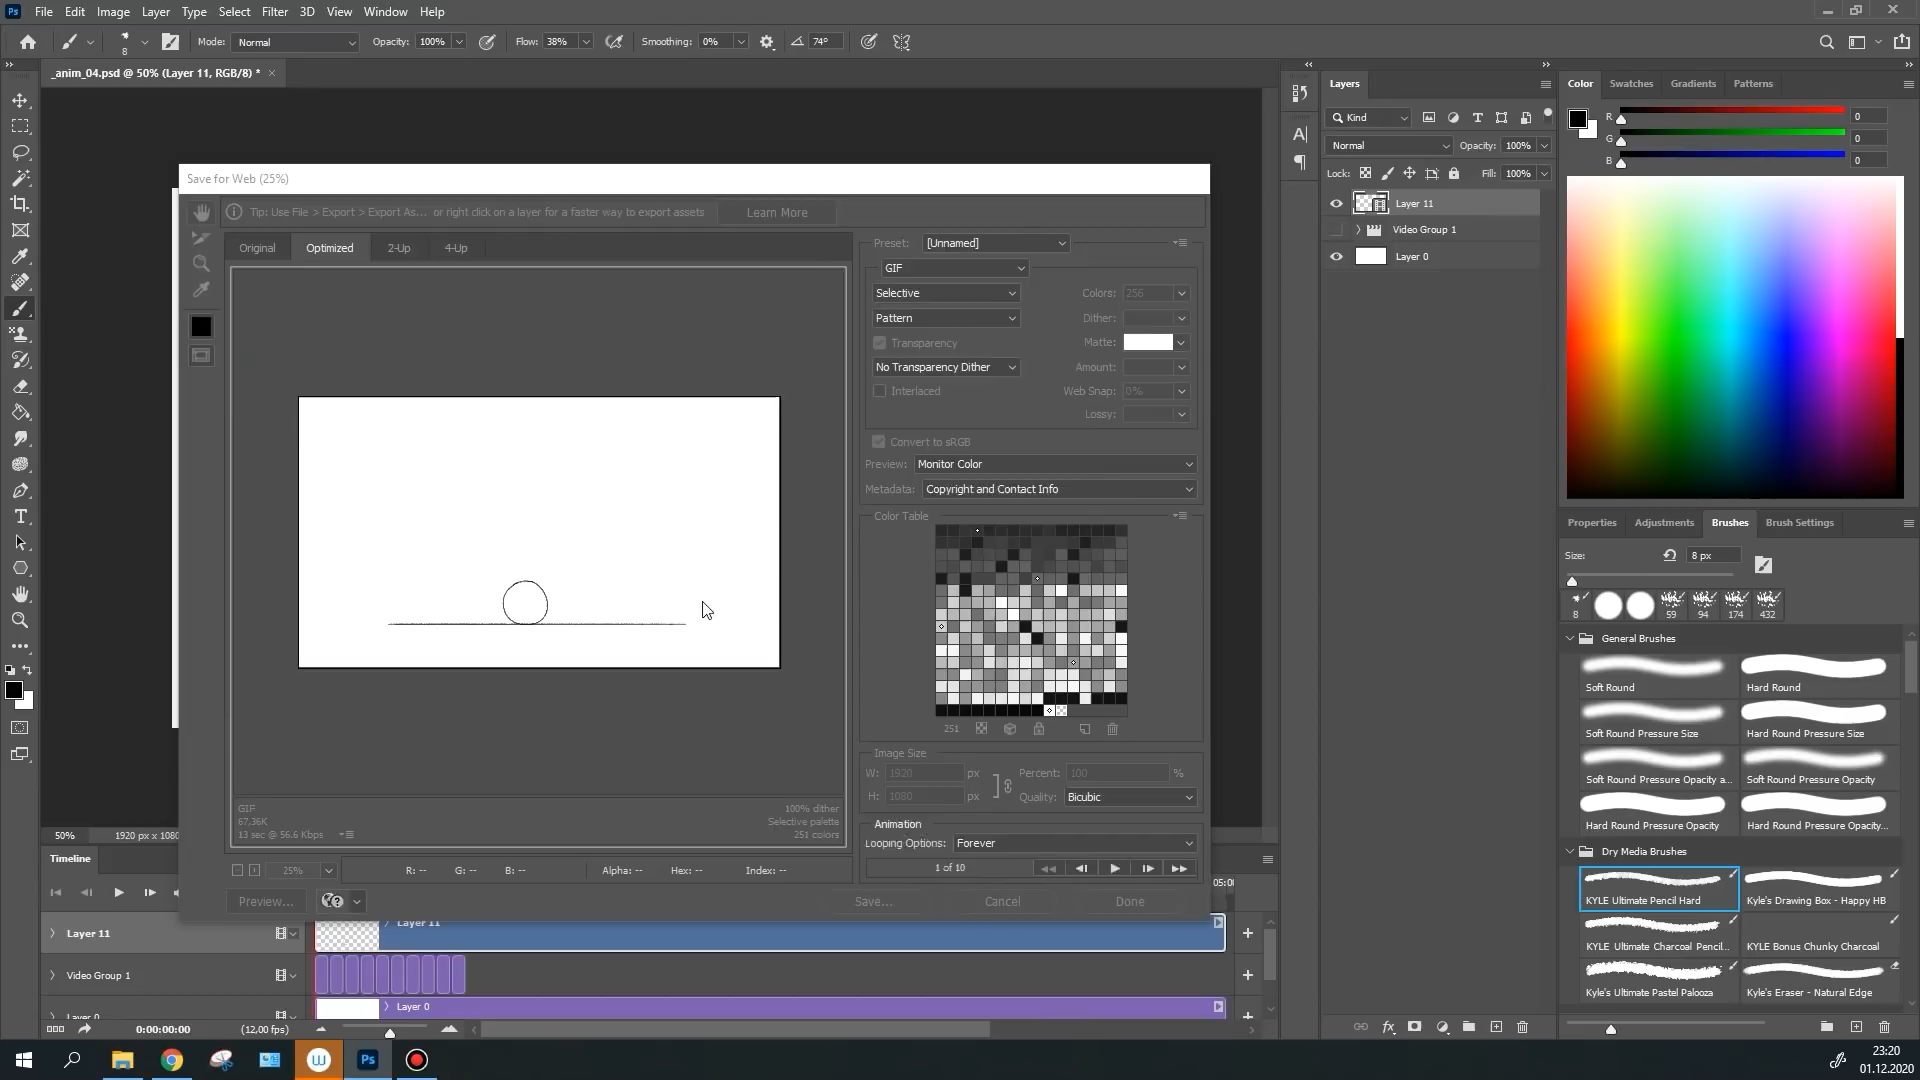 Ps File Edit Image Layer Type Select Filter 3D View Window Help
8 Mode: Normal Opacity: 100% Flow: 38% Smoothing: 0% 74°
_anim_04.psd @ 50% (Layer 11, RGB/8) *
Save for Web (25%)
Tip: Use File > Export > Export As... or right click on a layer for a faster way to export assets
Learn More
Original Optimized 2-Up 4-Up
Preset: [Unnamed]
GIF
Selective
Colors: 256
Pattern
Dither:
Transparency
Matte:
No Transparency Dither
Amount:
Interlaced
Web Snap: 0%
Lossy:
Convert to sRGB
Preview: Monitor Color
Metadata: Copyright and Contact Info
Color Table
251
Image Size
W: 1920 px
Percent: 100 %
H: 1080 px
Quality: Bicubic
Animation
Looping Options: Forever
1 of 10
GIF
67,36K
13 sec @ 56.6 Kbps
100% dither
Selective palette
251 colors
25%
R: -- G: -- B: -- Alpha: -- Hex: -- Index: --
Preview...
Save... Cancel Done
50% 1920 px x 1080
Timeline
05:0
Layer 11
Layer 11
Video Group 1
Layer 0
Layer 0
0:00:00:00 (12,00 fps)
Layers
Kind
Normal Opacity: 100%
Lock: Fill: 100%
Layer 11
Video Group 1
Layer 0
Color Swatches Gradients Patterns
R 0
G 0
B 0
Properties Adjustments Brushes Brush Settings
Size: 8 px
8 59 94 174 432
General Brushes
Soft Round Hard Round
Soft Round Pressure Size Hard Round Pressure Size
Soft Round Pressure Opacity a... Soft Round Pressure Opacity
Hard Round Pressure Opacity Hard Round Pressure Opacity...
Dry Media Brushes
KYLE Ultimate Pencil Hard Kyle's Drawing Box - Happy HB
KYLE Ultimate Charcoal Pencil... KYLE Bonus Chunky Charcoal
Kyle's Ultimate Pastel Palooza Kyle's Eraser - Natural Edge
fx
Ps
23:20
01.12.2020